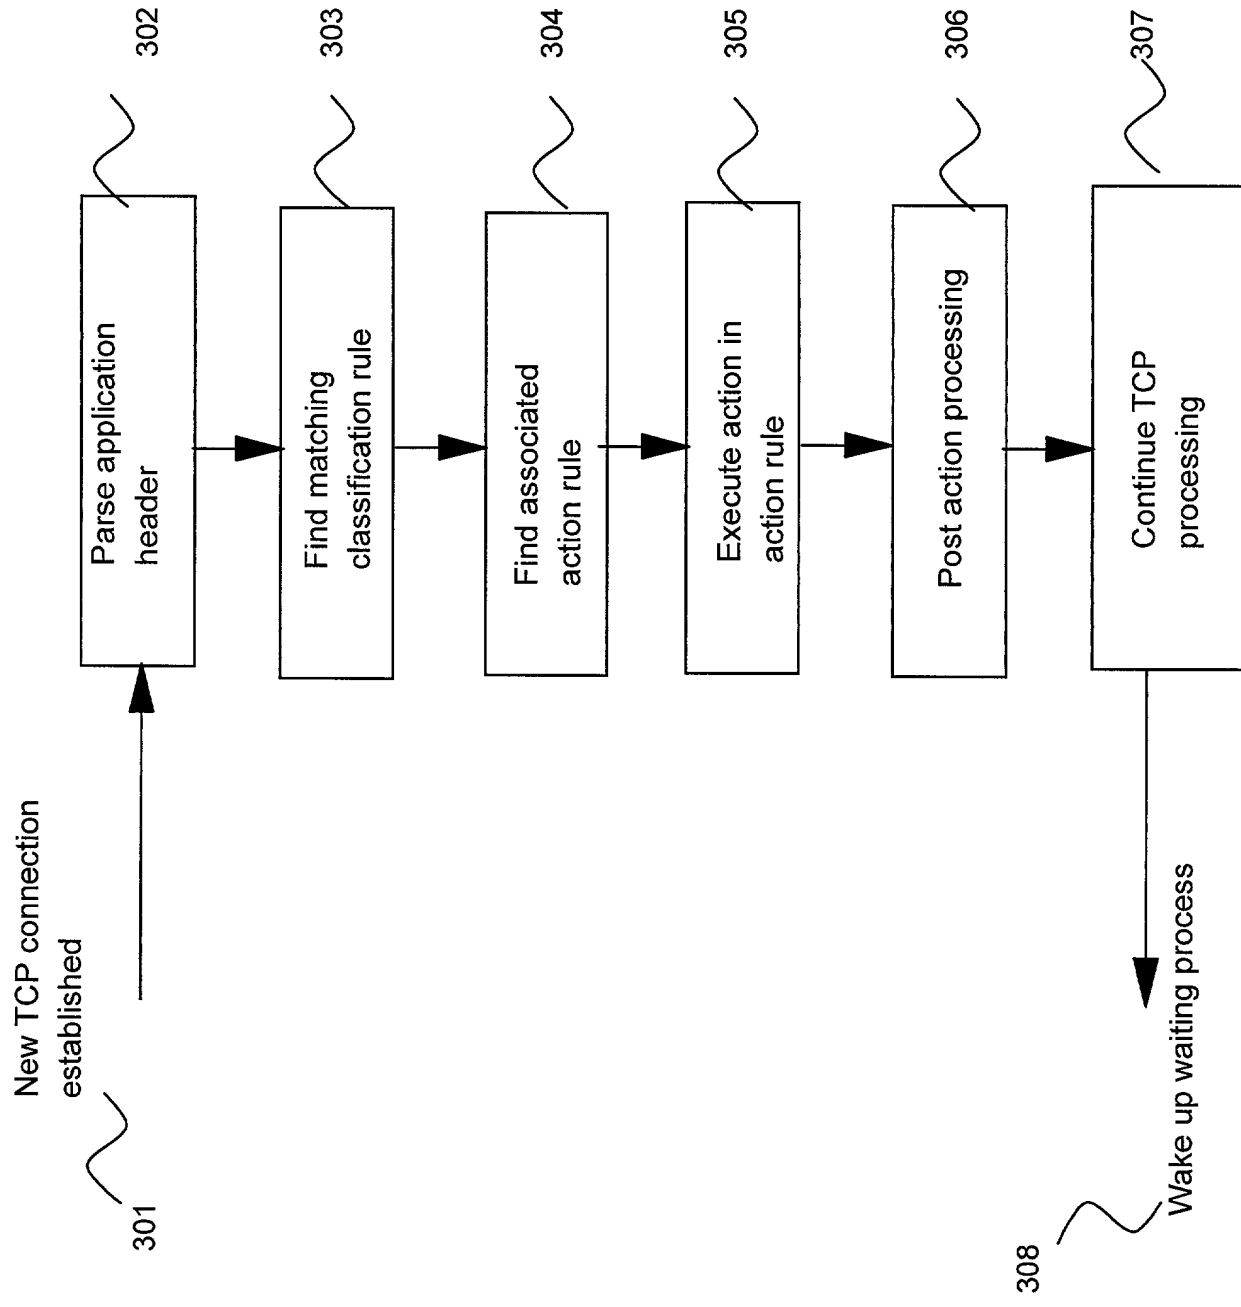 New TCP connection
established
301
Parse application
header
302
Find matching
classification rule
303
Find associated
action rule
304
Execute action in
action rule
305
Post action processing
306
Continue TCP
processing
307
Wake up waiting process
308